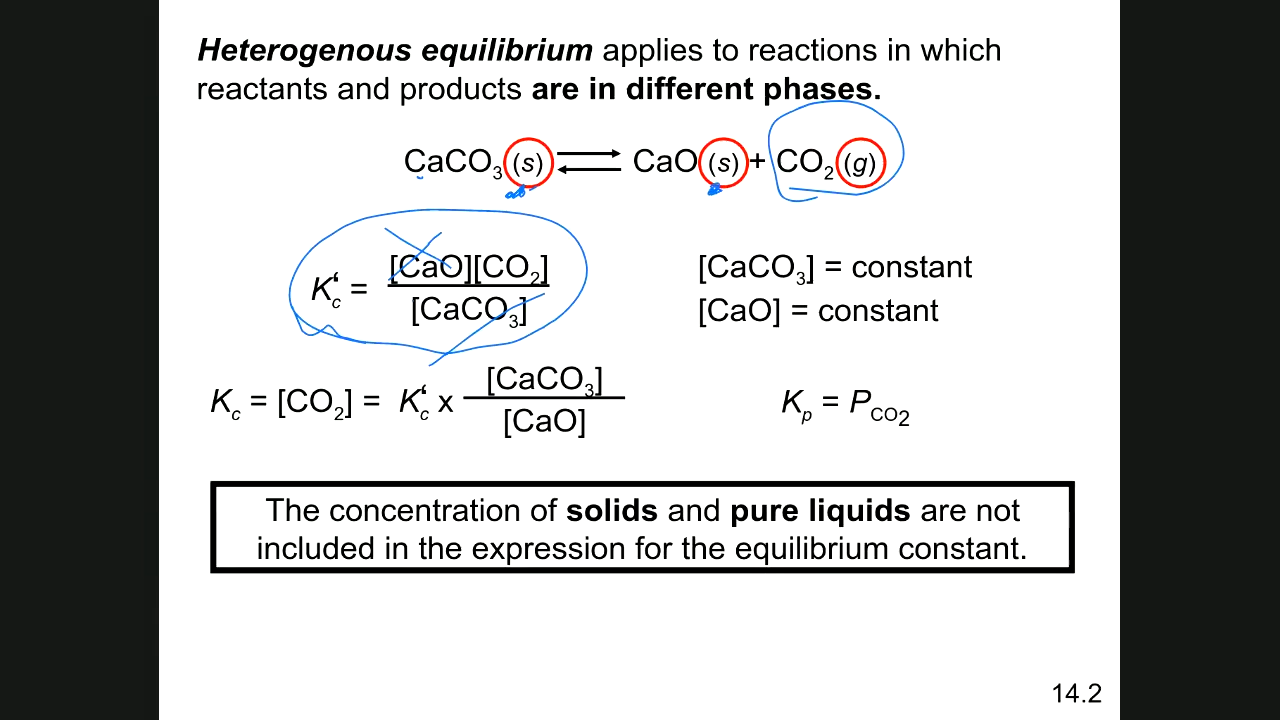 Heterogenous equilibrium applies to reactions in which
reactants and products are in different phases.
CaCO3 (s) ⇌ CaO (s) + CO2 (g)
Kc‘ = [CaO][CO2] / [CaCO3]
[CaCO3] = constant
[CaO] = constant
Kc = [CO2] = Kc‘ x [CaCO3] / [CaO]
Kp = PCO2
The concentration of solids and pure liquids are not
included in the expression for the equilibrium constant.
14.2